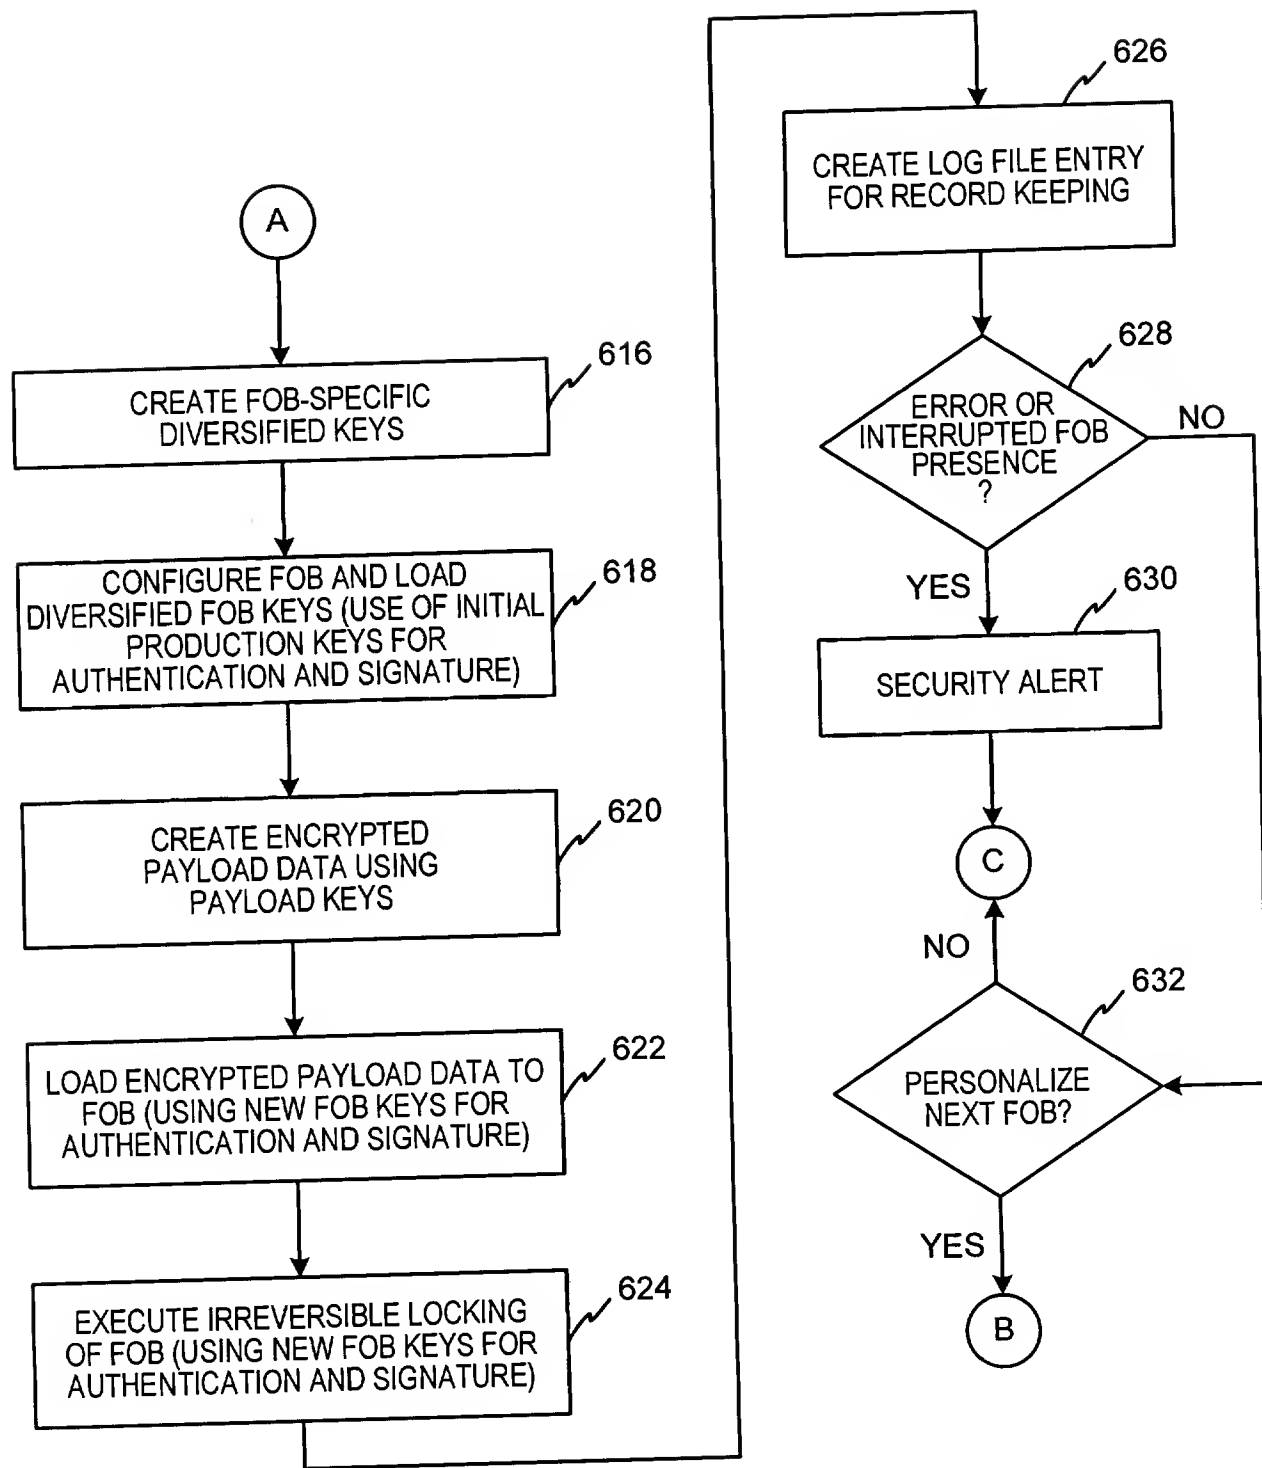 A
616
CREATE FOB-SPECIFIC
DIVERSIFIED KEYS
618
CONFIGURE FOB AND LOAD
DIVERSIFIED FOB KEYS (USE OF INITIAL
PRODUCTION KEYS FOR
AUTHENTICATION AND SIGNATURE)
620
CREATE ENCRYPTED
PAYLOAD DATA USING
PAYLOAD KEYS
622
LOAD ENCRYPTED PAYLOAD DATA TO
FOB (USING NEW FOB KEYS FOR
AUTHENTICATION AND SIGNATURE)
624
EXECUTE IRREVERSIBLE LOCKING
OF FOB (USING NEW FOB KEYS FOR
AUTHENTICATION AND SIGNATURE)
626
CREATE LOG FILE ENTRY
FOR RECORD KEEPING
628
ERROR OR
INTERRUPTED FOB
PRESENCE
?
NO
YES
630
SECURITY ALERT
C
NO
632
PERSONALIZE
NEXT FOB?
YES
B